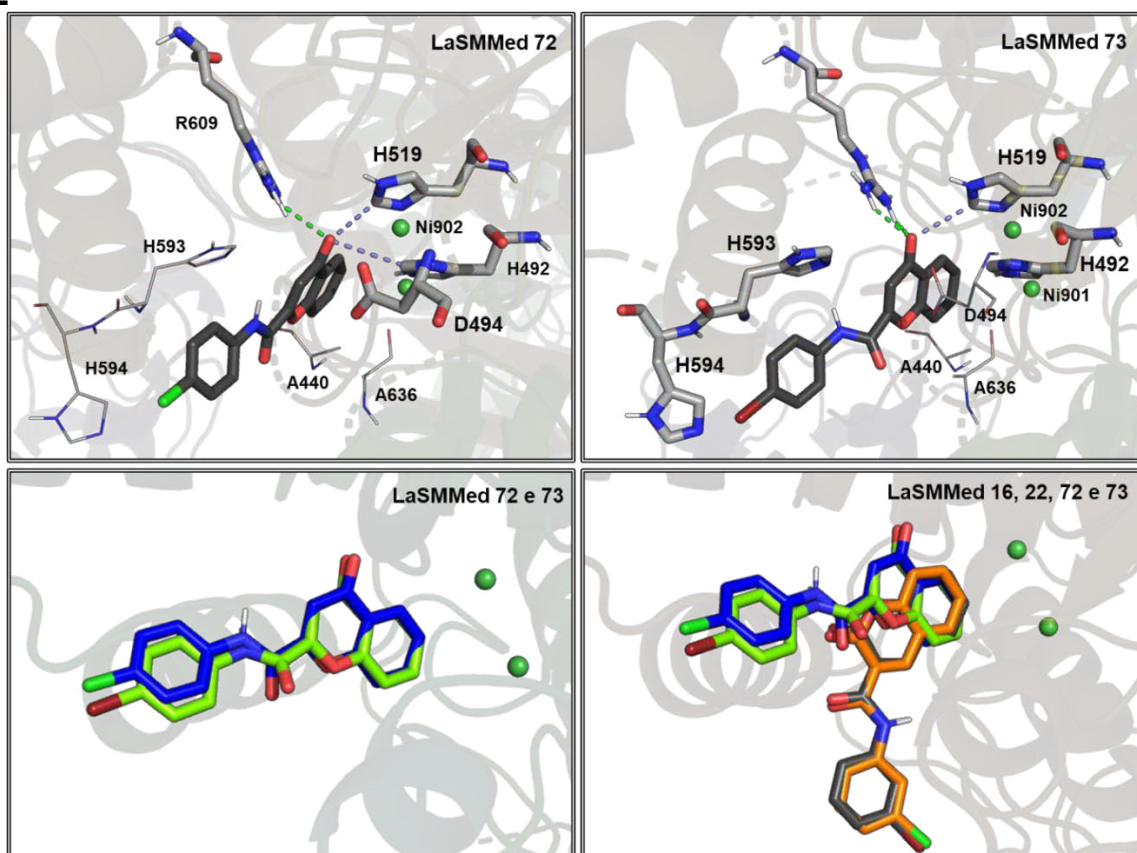 LaSMMed 72
R609
H519
Ni902
H593
H492
D494
H594
A440
A636
LaSMMed 73
H519
Ni902
H593
H492
Ni901
D494
H594
A440
A636
LaSMMed 72 e 73
LaSMMed 16, 22, 72 e 73